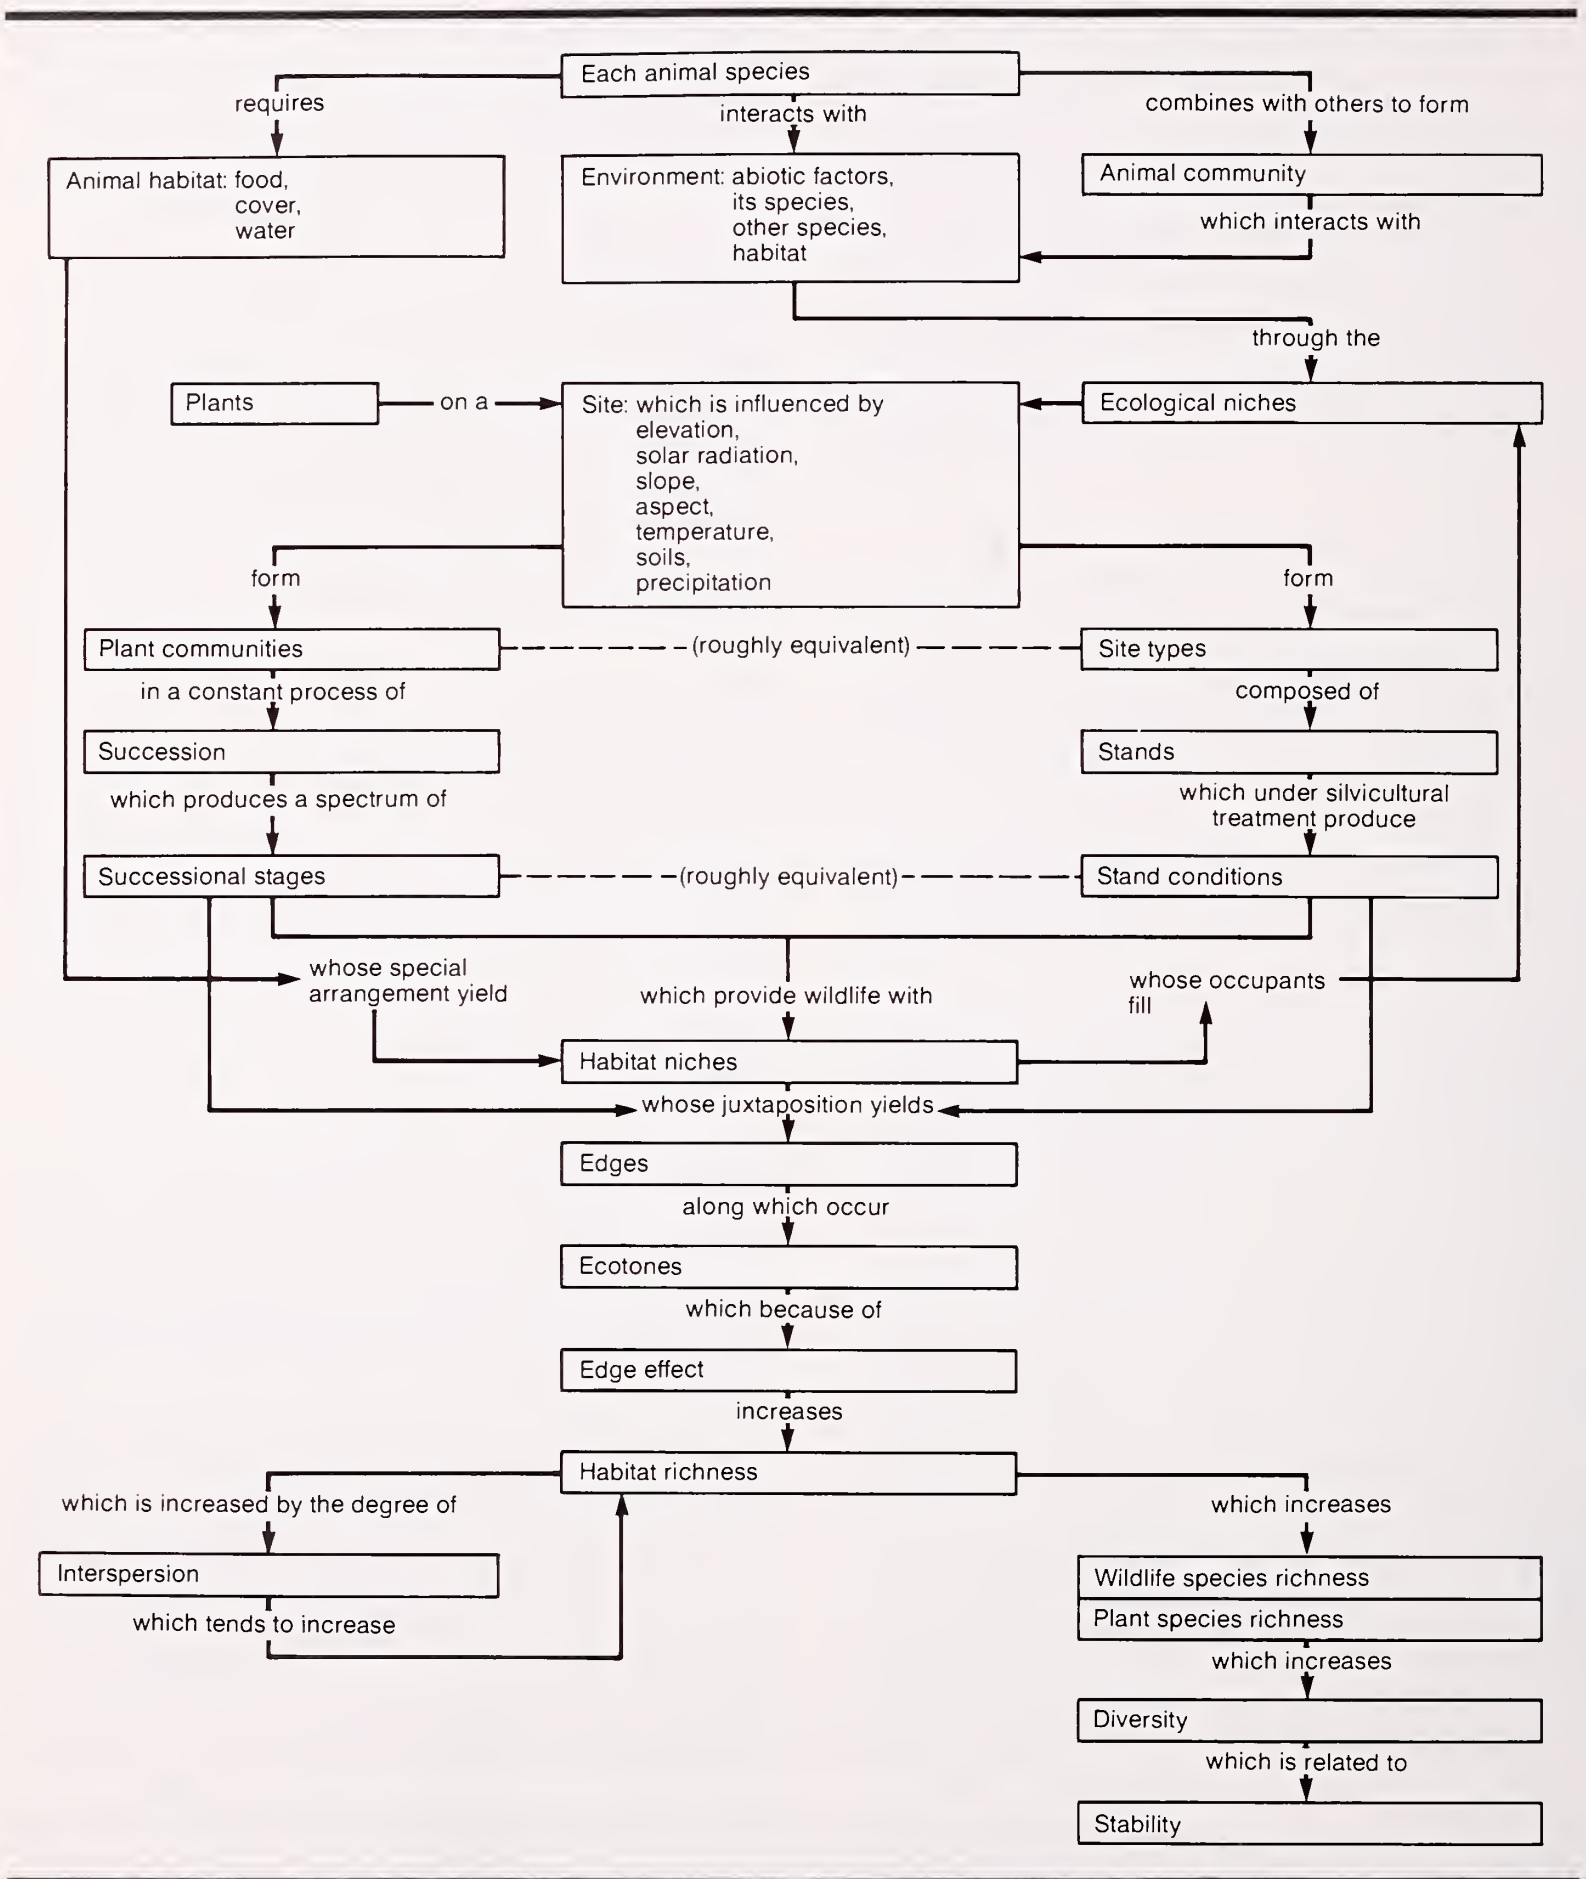 Each animal species
requires
interacts with
combines with others to form
Animal habitat: food,
cover,
water
Environment: abiotic factors,
its species,
other species,
habitat
Animal community
which interacts with
through the
Plants
on a
Site: which is influenced by
elevation,
solar radiation,
slope,
aspect,
temperature,
soils,
precipitation
Ecological niches
form
form
Plant communities
(roughly equivalent)
Site types
in a constant process of
composed of
Succession
Stands
which produces a spectrum of
which under silvicultural
treatment produce
Successional stages
(roughly equivalent)
Stand conditions
whose special
arrangement yield
which provide wildlife with
whose occupants
fill
Habitat niches
whose juxtaposition yields
Edges
along which occur
Ecotones
which because of
Edge effect
increases
Habitat richness
which is increased by the degree of
which increases
Interspersion
Wildlife species richness
which tends to increase
Plant species richness
which increases
Diversity
which is related to
Stability